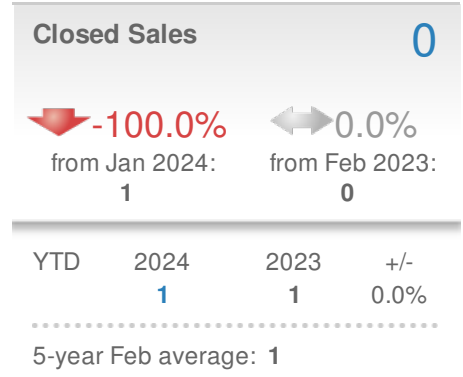 Closed Sales 0
-100.0% 0.0%
from Jan 2024: from Feb 2023:
1 0
YTD 2024 2023 +/-
1 1 0.0%
5-year Feb average: 1